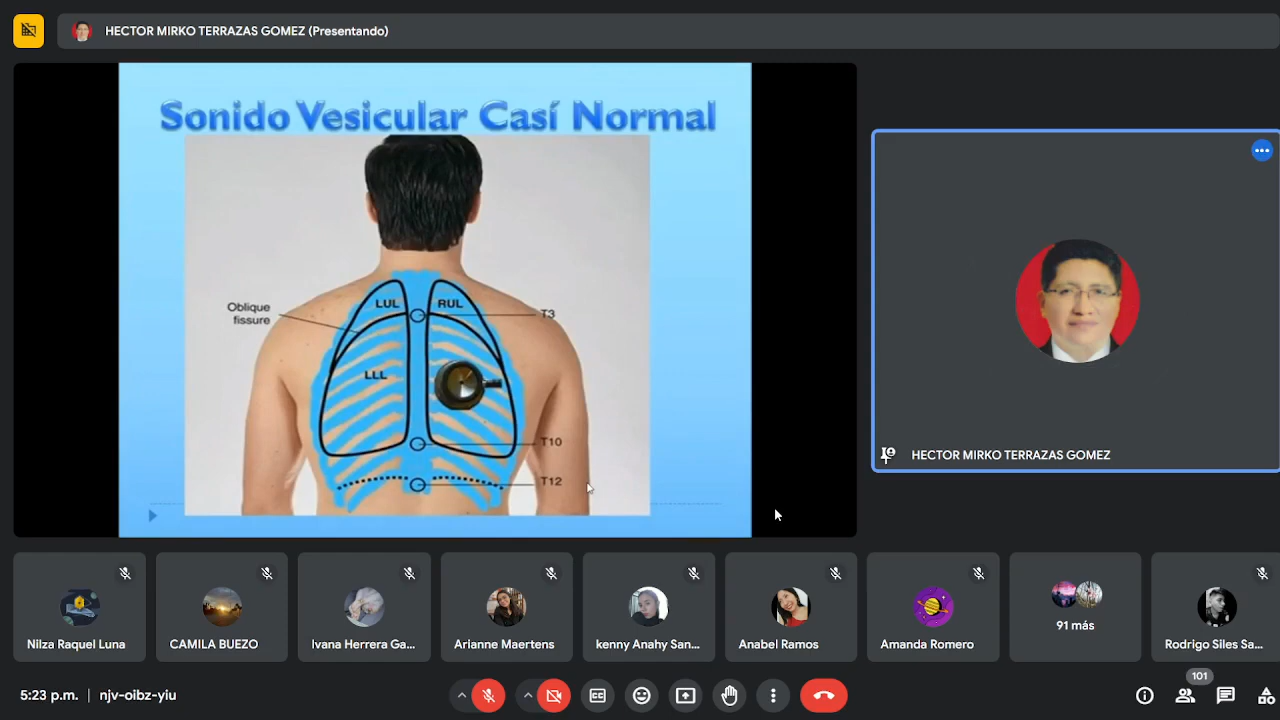 HECTOR MIRKO TERRAZAS GOMEZ (Presentando)
Sonido Vesicular Casí Normal
LUL
RUL
Oblique
fissure
T3
LLL
T10
T12
HECTOR MIRKO TERRAZAS GOMEZ
Nilza Raquel Luna
CAMILA BUEZO
Ivana Herrera Ga...
Arianne Maertens
kenny Anahy San...
Anabel Ramos
Amanda Romero
91 más
Rodrigo Siles Sa...
5:23 p.m. | njv-oibz-yiu
101